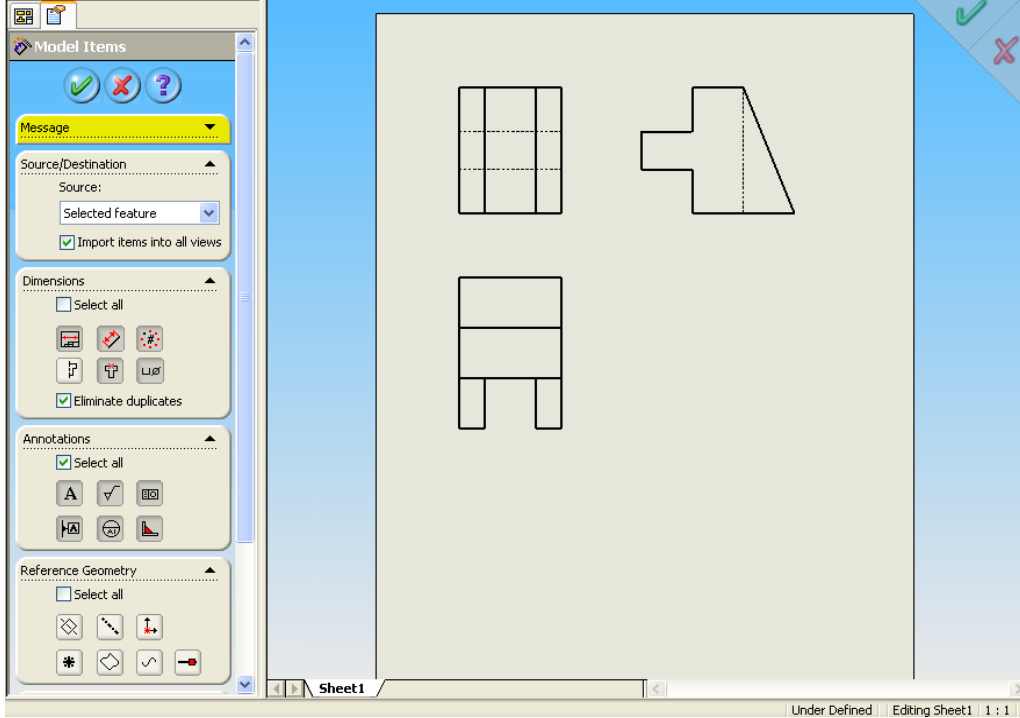 Model Items
?
Message
Source/Destination
Source:
Selected feature
Import items into all views
Dimensions
Select all
#
Eliminate duplicates
Annotations
Select all
A
A
A1
Reference Geometry
Select all
*
Sheet1
Under Defined Editing Sheet1 1 : 1